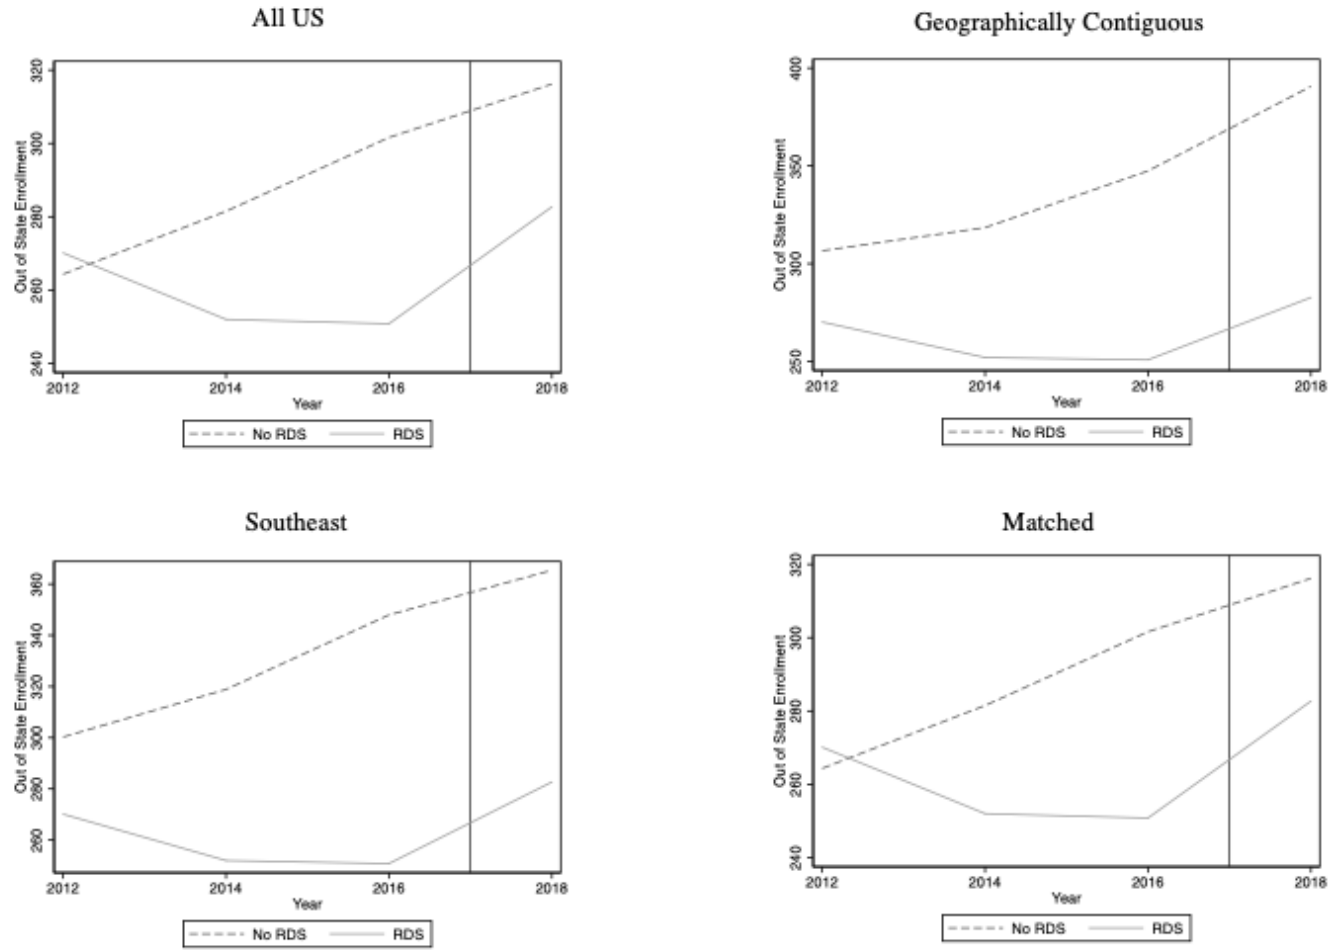 All US
Out of State Enrollment
320
300
280
260
240
2012 2014 2016 2018
Year
No RDS RDS
Geographically Contiguous
Out of State Enrollment
400
350
300
250
2012 2014 2016 2018
Year
No RDS RDS
Southeast
Out of State Enrollment
360
340
320
300
280
260
2012 2014 2016 2018
Year
No RDS RDS
Matched
Out of State Enrollment
320
300
280
260
240
2012 2014 2016 2018
Year
No RDS RDS